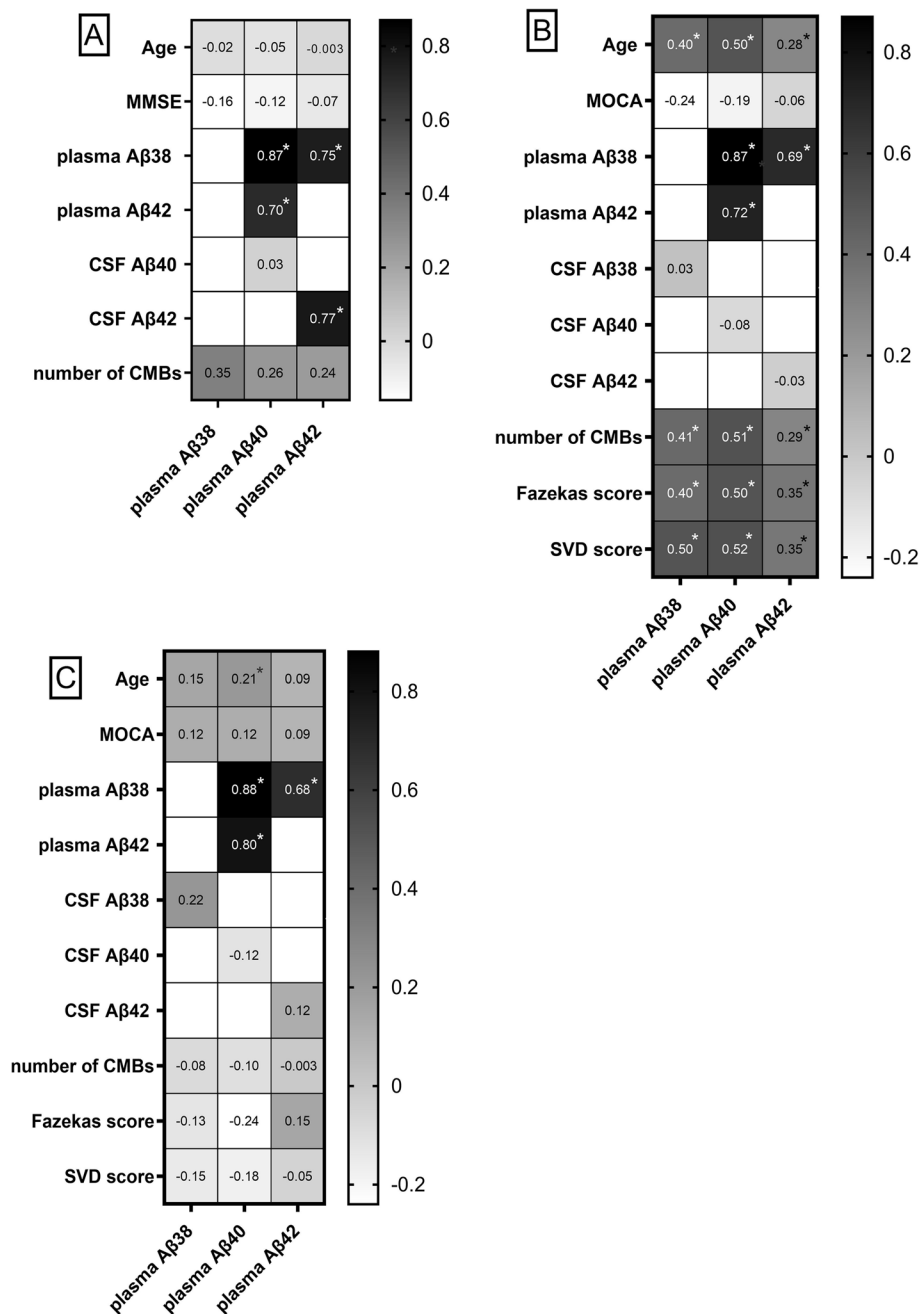 A
Age -0.02 -0.05 -0.003
MMSE -0.16 -0.12 -0.07
plasma Aβ38 0.87* 0.75*
plasma Aβ42 0.70*
CSF Aβ40 0.03
CSF Aβ42 0.77*
number of CMBs 0.35 0.26 0.24
plasma Aβ38
plasma Aβ40
plasma Aβ42
0.8
*
0.6
0.4
0.2
0
B
Age 0.40* 0.50* 0.28*
MOCA -0.24 -0.19 -0.06
plasma Aβ38 0.87* 0.69*
*
plasma Aβ42 0.72*
CSF Aβ38 0.03
CSF Aβ40 -0.08
CSF Aβ42 -0.03
number of CMBs 0.41* 0.51* 0.29*
Fazekas score 0.40* 0.50* 0.35*
SVD score 0.50* 0.52* 0.35*
plasma Aβ38
plasma Aβ40
plasma Aβ42
0.8
0.6
0.4
0.2
0
-0.2
C
Age 0.15 0.21* 0.09
MOCA 0.12 0.12 0.09
plasma Aβ38 0.88* 0.68*
plasma Aβ42 0.80*
CSF Aβ38 0.22
CSF Aβ40 -0.12
CSF Aβ42 0.12
number of CMBs -0.08 -0.10 -0.003
Fazekas score -0.13 -0.24 0.15
SVD score -0.15 -0.18 -0.05
plasma Aβ38
plasma Aβ40
plasma Aβ42
0.8
0.6
0.4
0.2
0
-0.2